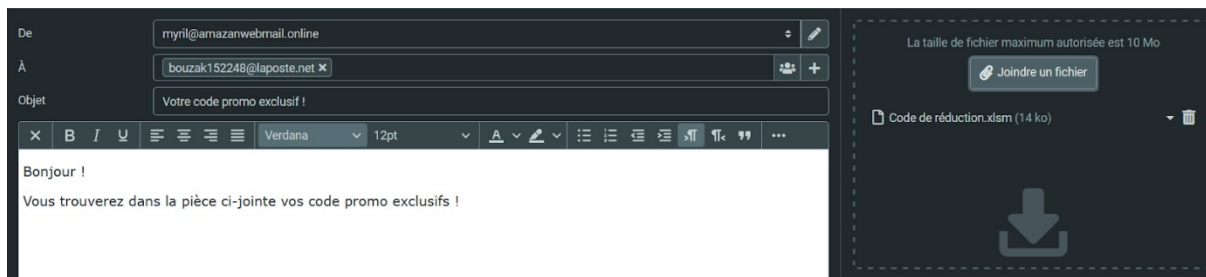 De
myril@amazanwebmail.online
À
bouzak152248@laposte.net
Objet
Votre code promo exclusif !
B I U Verdana 12pt A
Bonjour !
Vous trouverez dans la pièce ci-jointe vos code promo exclusifs !
La taille de fichier maximum autorisée est 10 Mo
Joindre un fichier
Code de réduction.xlsm (14 ko)